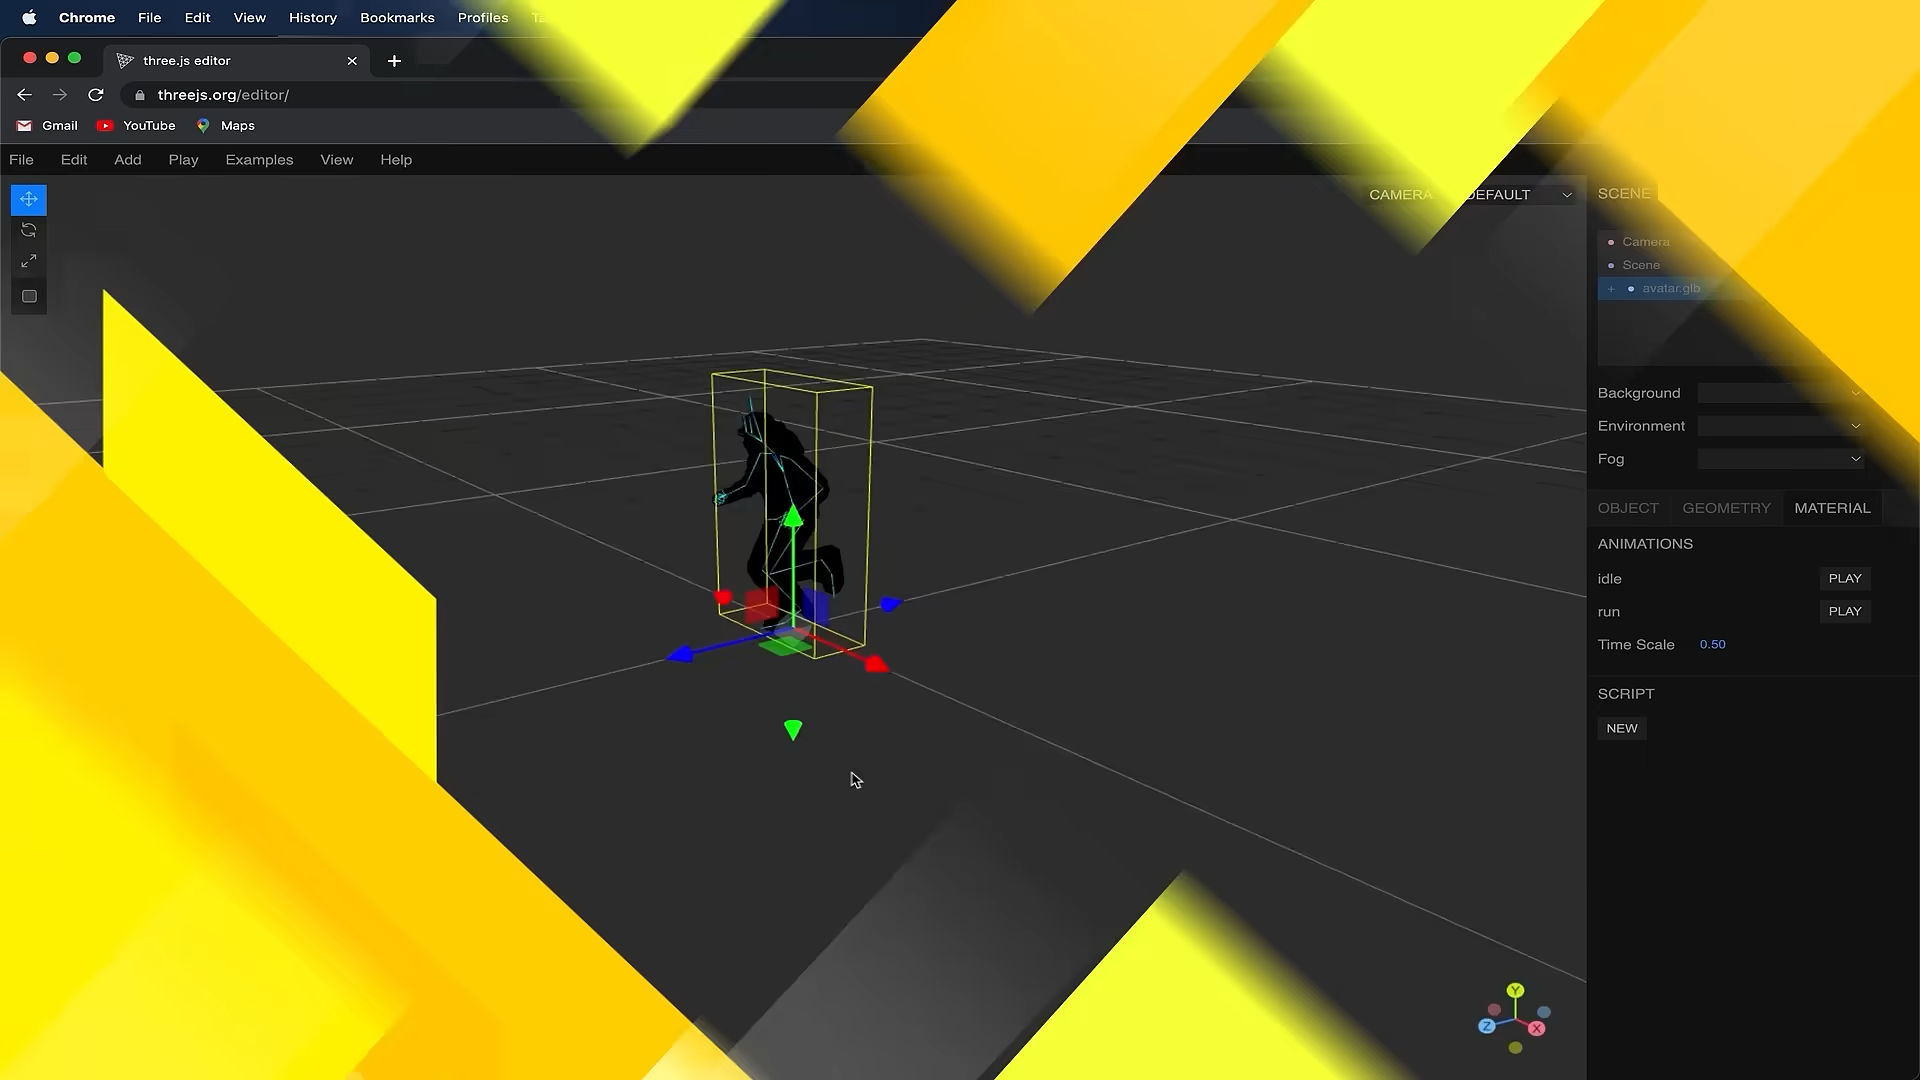 Chrome File Edit View History Bookmarks Profiles
three.js editor
threejs.org/editor/
Gmail YouTube Maps
File Edit Add Play Examples View Help
CAMERA DEFAULT
SCENE
Camera
Scene
avatar.glb
Background
Environment
Fog
OBJECT GEOMETRY MATERIAL
ANIMATIONS
idle PLAY
run PLAY
Time Scale 0.50
SCRIPT
NEW
Y
Z X